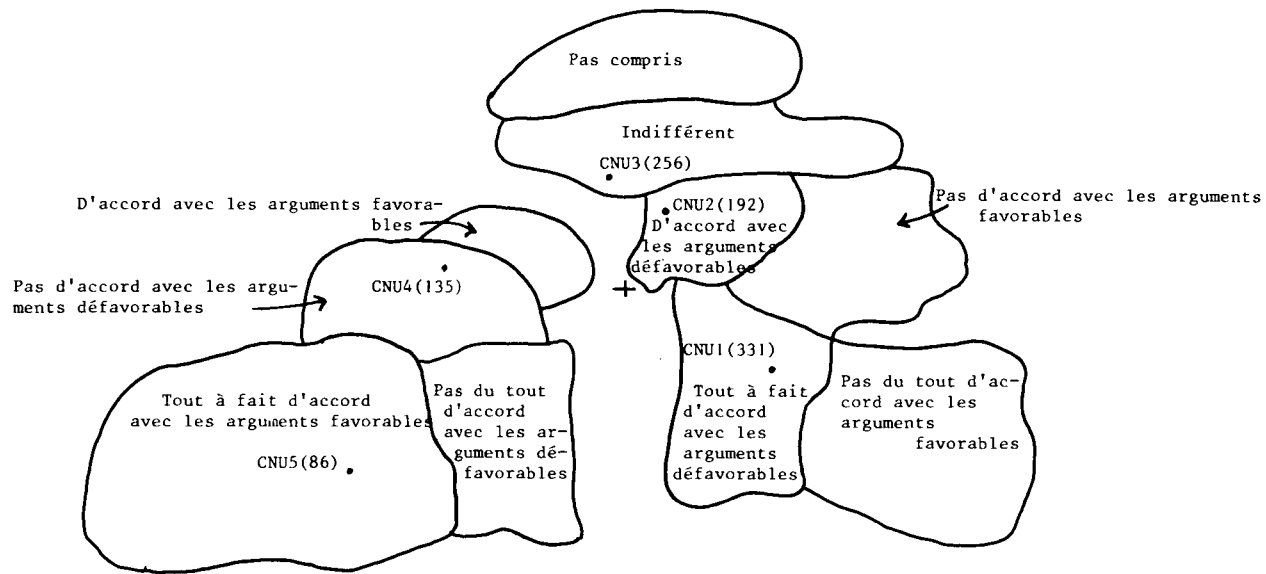 Pas compris
Indifférent
CNU3(256)
CNU2(192)
D'accord avec
les arguments
défavorables
Pas d'accord avec les arguments
favorables
D'accord avec les arguments favora-
bles
Pas d'accord avec les argu-
ments défavorables
CNU4(135)
CNU1(331)
Tout à fait
d'accord
avec les
arguments
défavorables
Pas du tout d'ac-
cord avec les
arguments
favorables
Tout à fait d'accord
avec les arguments favorables
CNU5(86)
Pas du tout
d'accord
avec les ar-
guments dé-
favorables